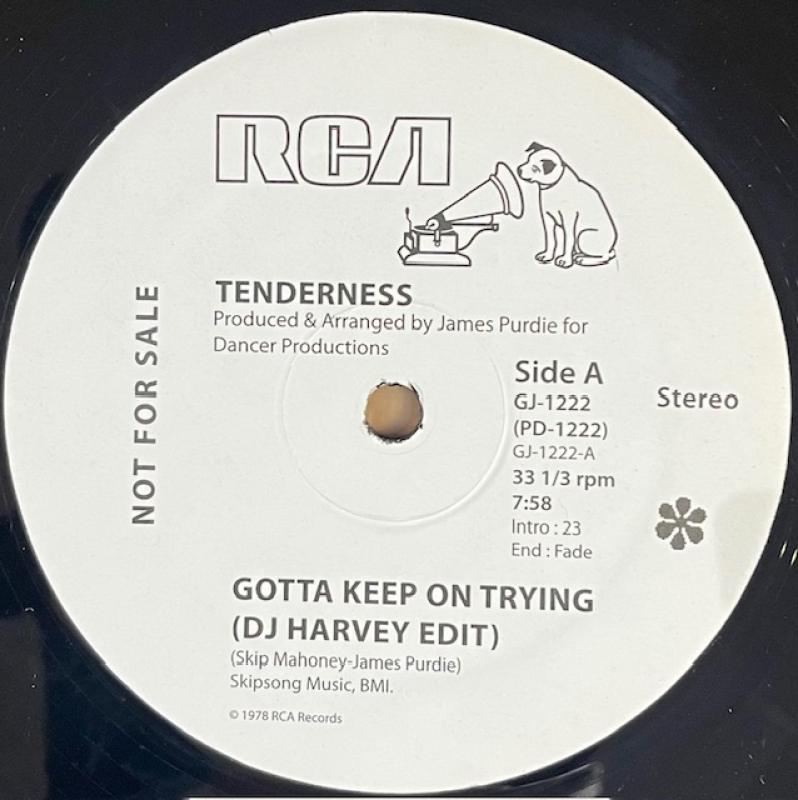 RCA
TENDERNESS
Produced & Arranged by James Purdie for
Dancer Productions
NOT FOR SALE
Side A
GJ-1222
(PD-1222)
GJ-1222-A
33 1/3 rpm
7:58
Intro : 23
End : Fade
Stereo
GOTTA KEEP ON TRYING
(DJ HARVEY EDIT)
(Skip Mahoney-James Purdie)
Skipsong Music, BMI.
© 1978 RCA Records